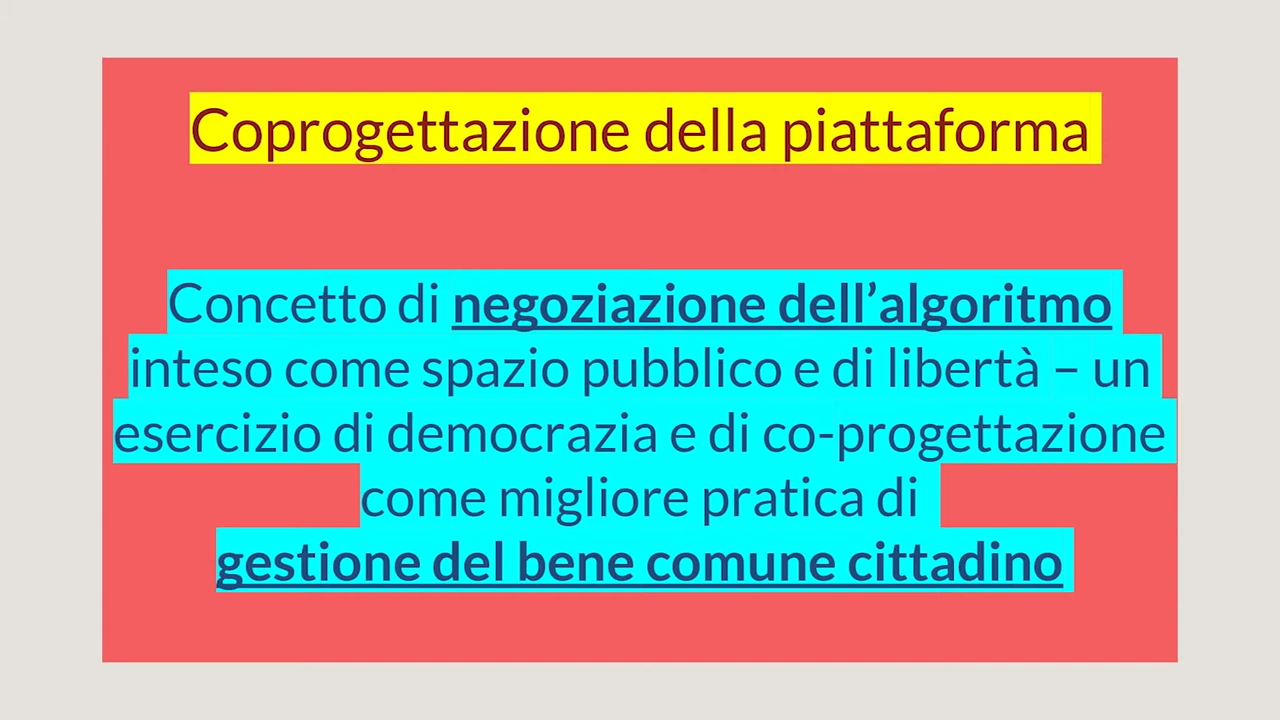 Coprogettazione della piattaforma
Concetto di negoziazione dell’algoritmo
inteso come spazio pubblico e di libertà – un
esercizio di democrazia e di co-progettazione
come migliore pratica di
gestione del bene comune cittadino